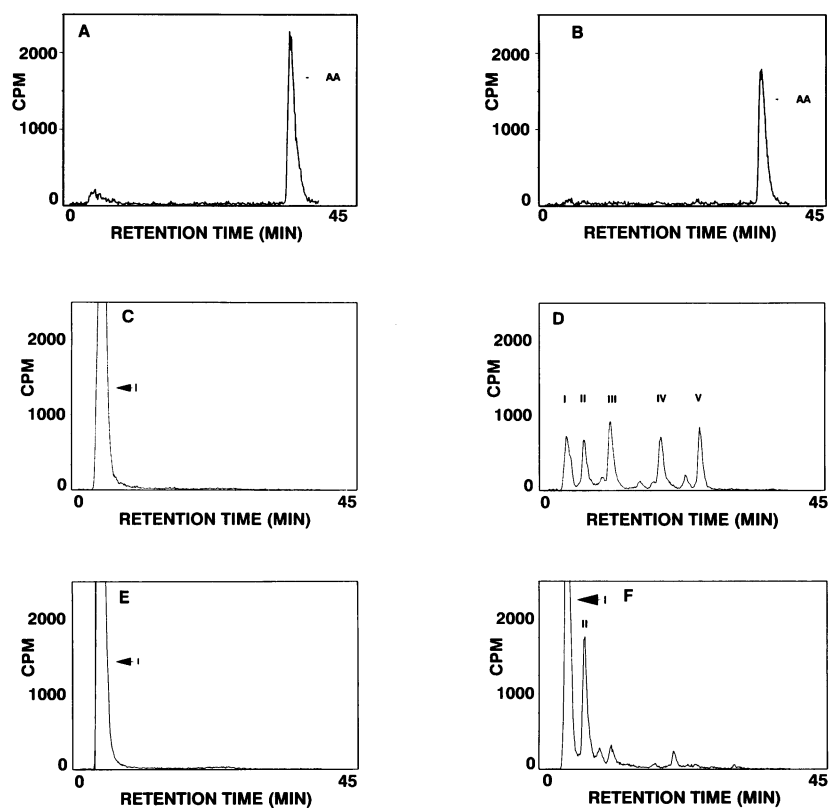 A
CPM
2000
1000
0
AA
0
45
RETENTION TIME (MIN)
B
CPM
2000
1000
0
AA
0
45
RETENTION TIME (MIN)
C
CPM
2000
1000
0
I
0
45
RETENTION TIME (MIN)
D
CPM
2000
1000
0
I II III IV V
0
45
RETENTION TIME (MIN)
E
CPM
2000
1000
0
I
0
45
RETENTION TIME (MIN)
F
CPM
2000
1000
0
I
II
0
45
RETENTION TIME (MIN)